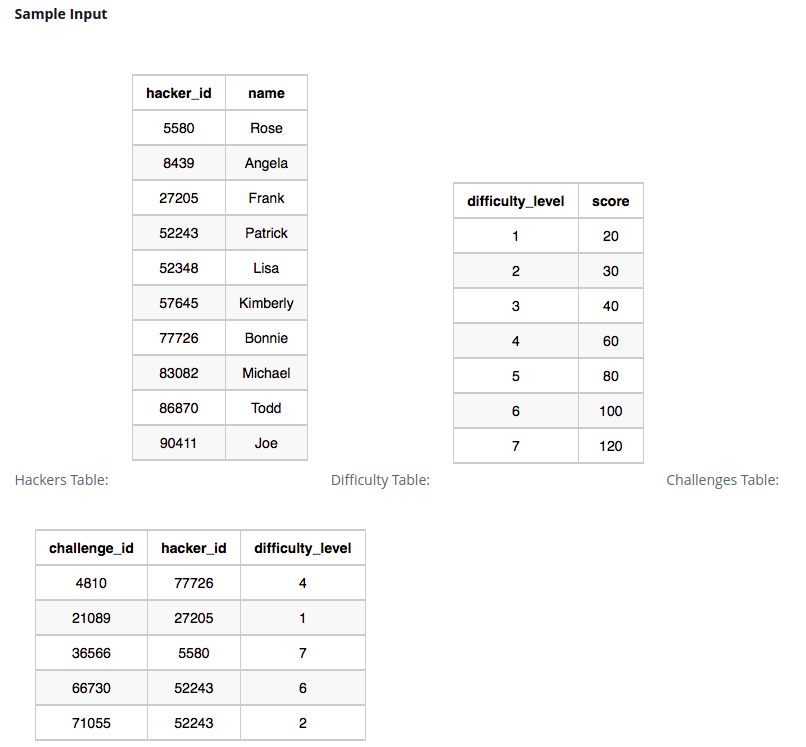 Sample Input
hacker_id name
5580 Rose
8439 Angela
27205 Frank
52243 Patrick
52348 Lisa
57645 Kimberly
77726 Bonnie
83082 Michael
86870 Todd
90411 Joe
Hackers Table:
difficulty_level score
1 20
2 30
3 40
4 60
5 80
6 100
7 120
Difficulty Table:
Challenges Table:
challenge_id hacker_id difficulty_level
4810 77726 4
21089 27205 1
36566 5580 7
66730 52243 6
71055 52243 2